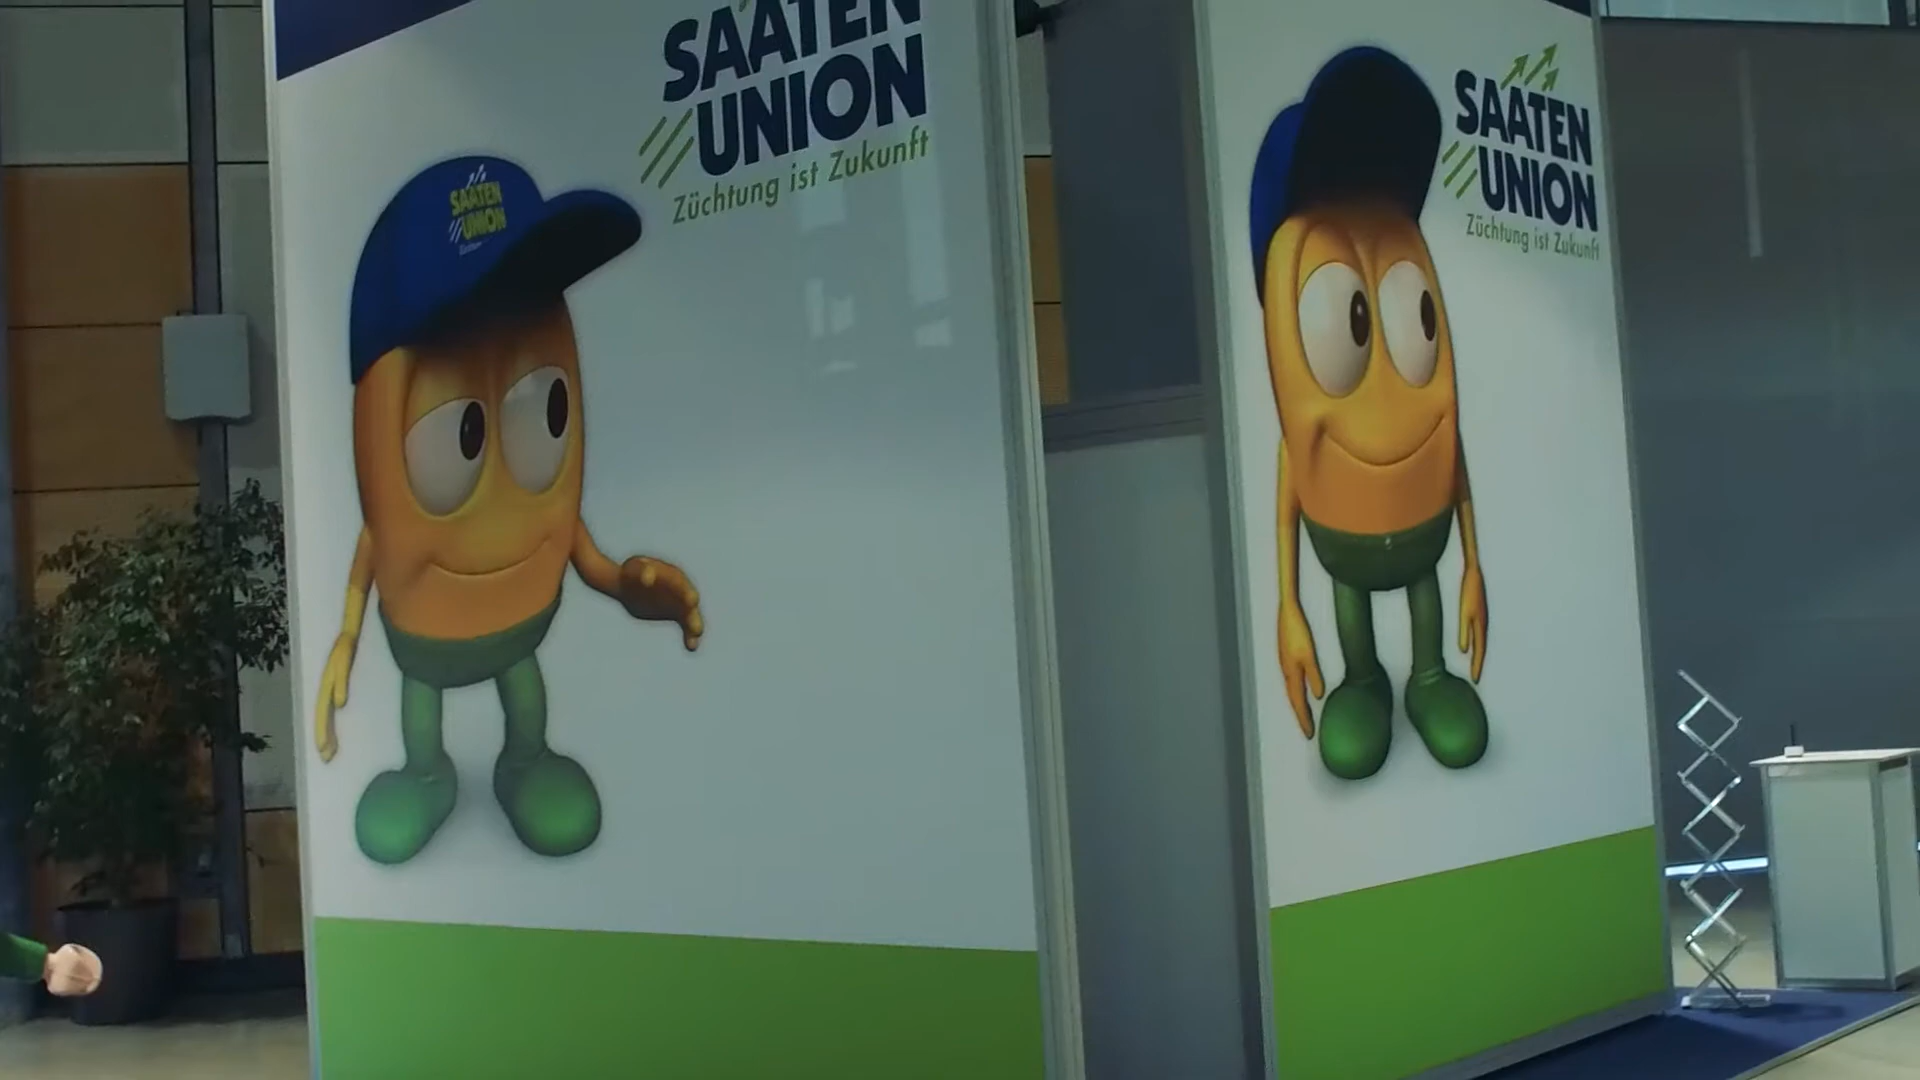 SAATEN
UNION
Züchtung ist Zukunft
SAATEN
UNION
SAATEN
UNION
Züchtung ist Zukunft